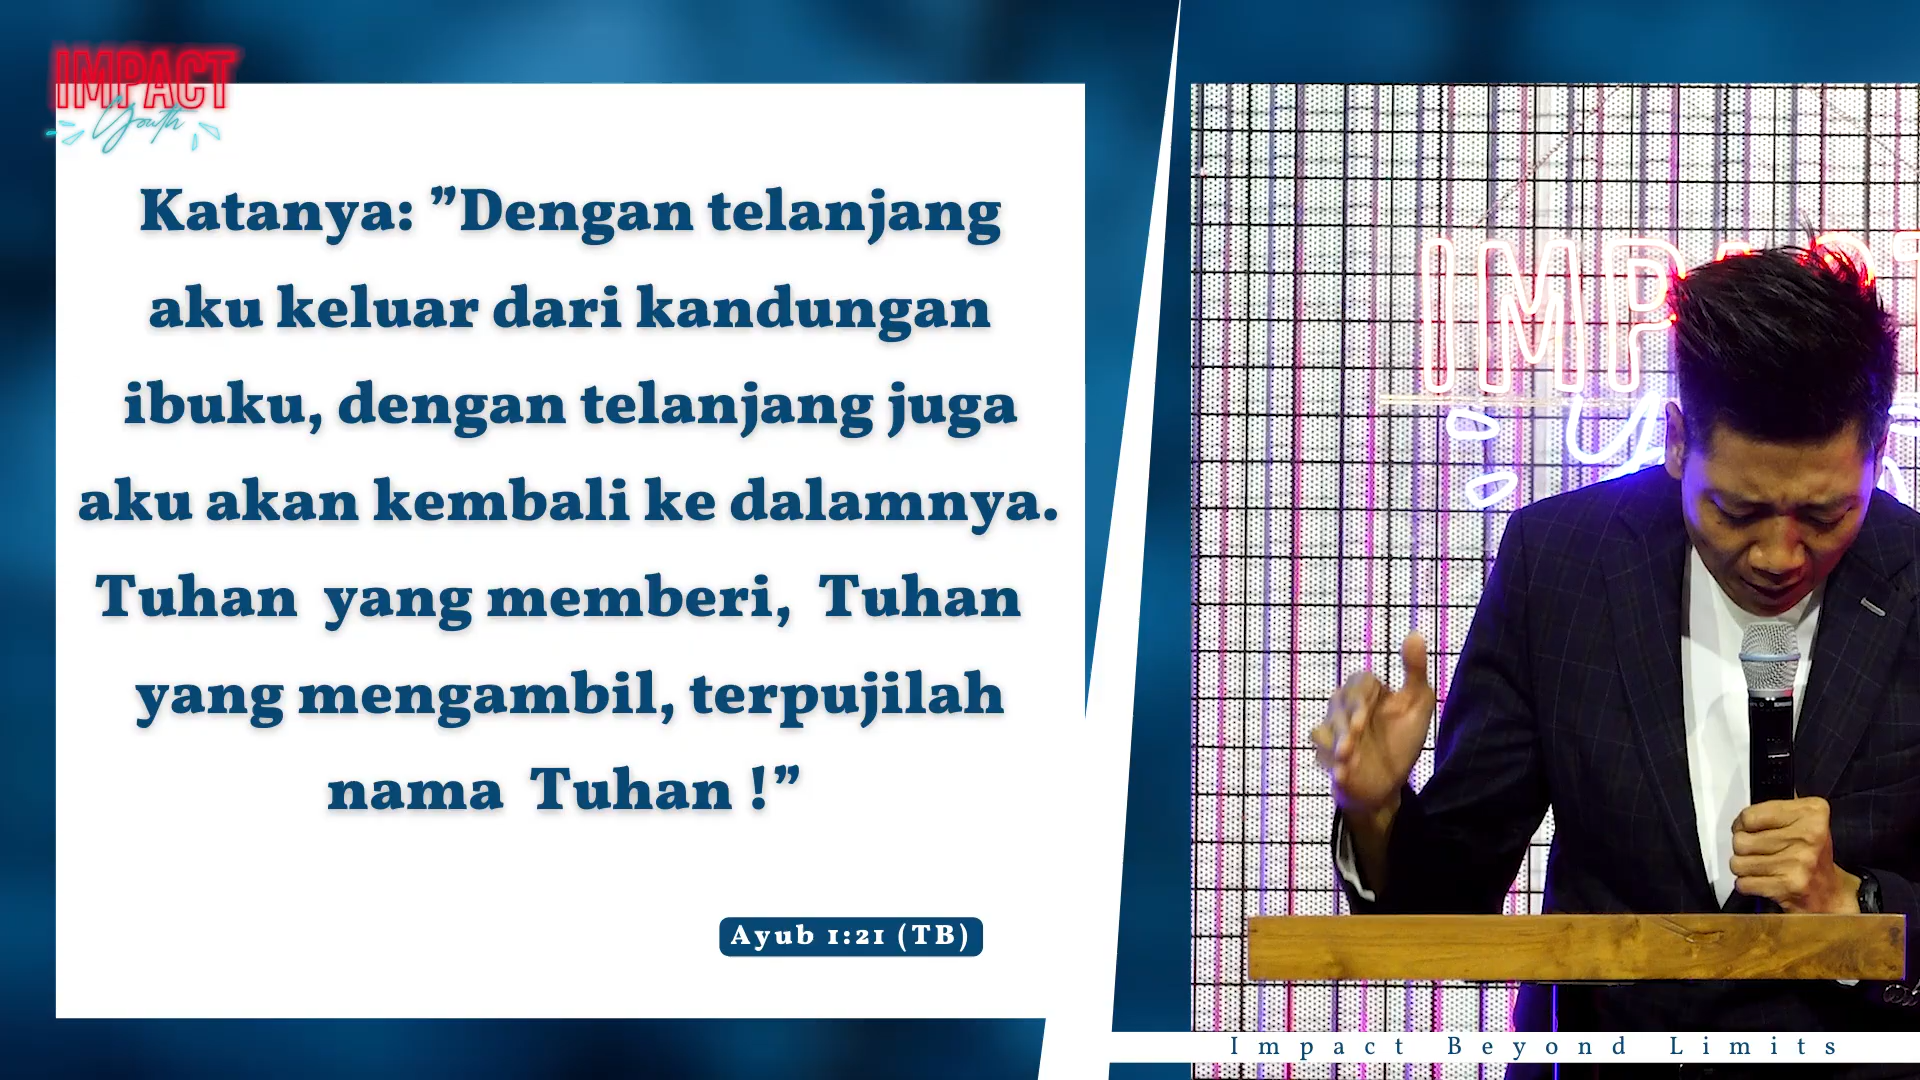 IMPACT
Youth
Katanya: ”Dengan telanjang
aku keluar dari kandungan
ibuku, dengan telanjang juga
aku akan kembali ke dalamnya.
Tuhan yang memberi, Tuhan
yang mengambil, terpujilah
nama Tuhan !”
Ayub 1:21 (TB)
IMPACT
Impact Beyond Limits